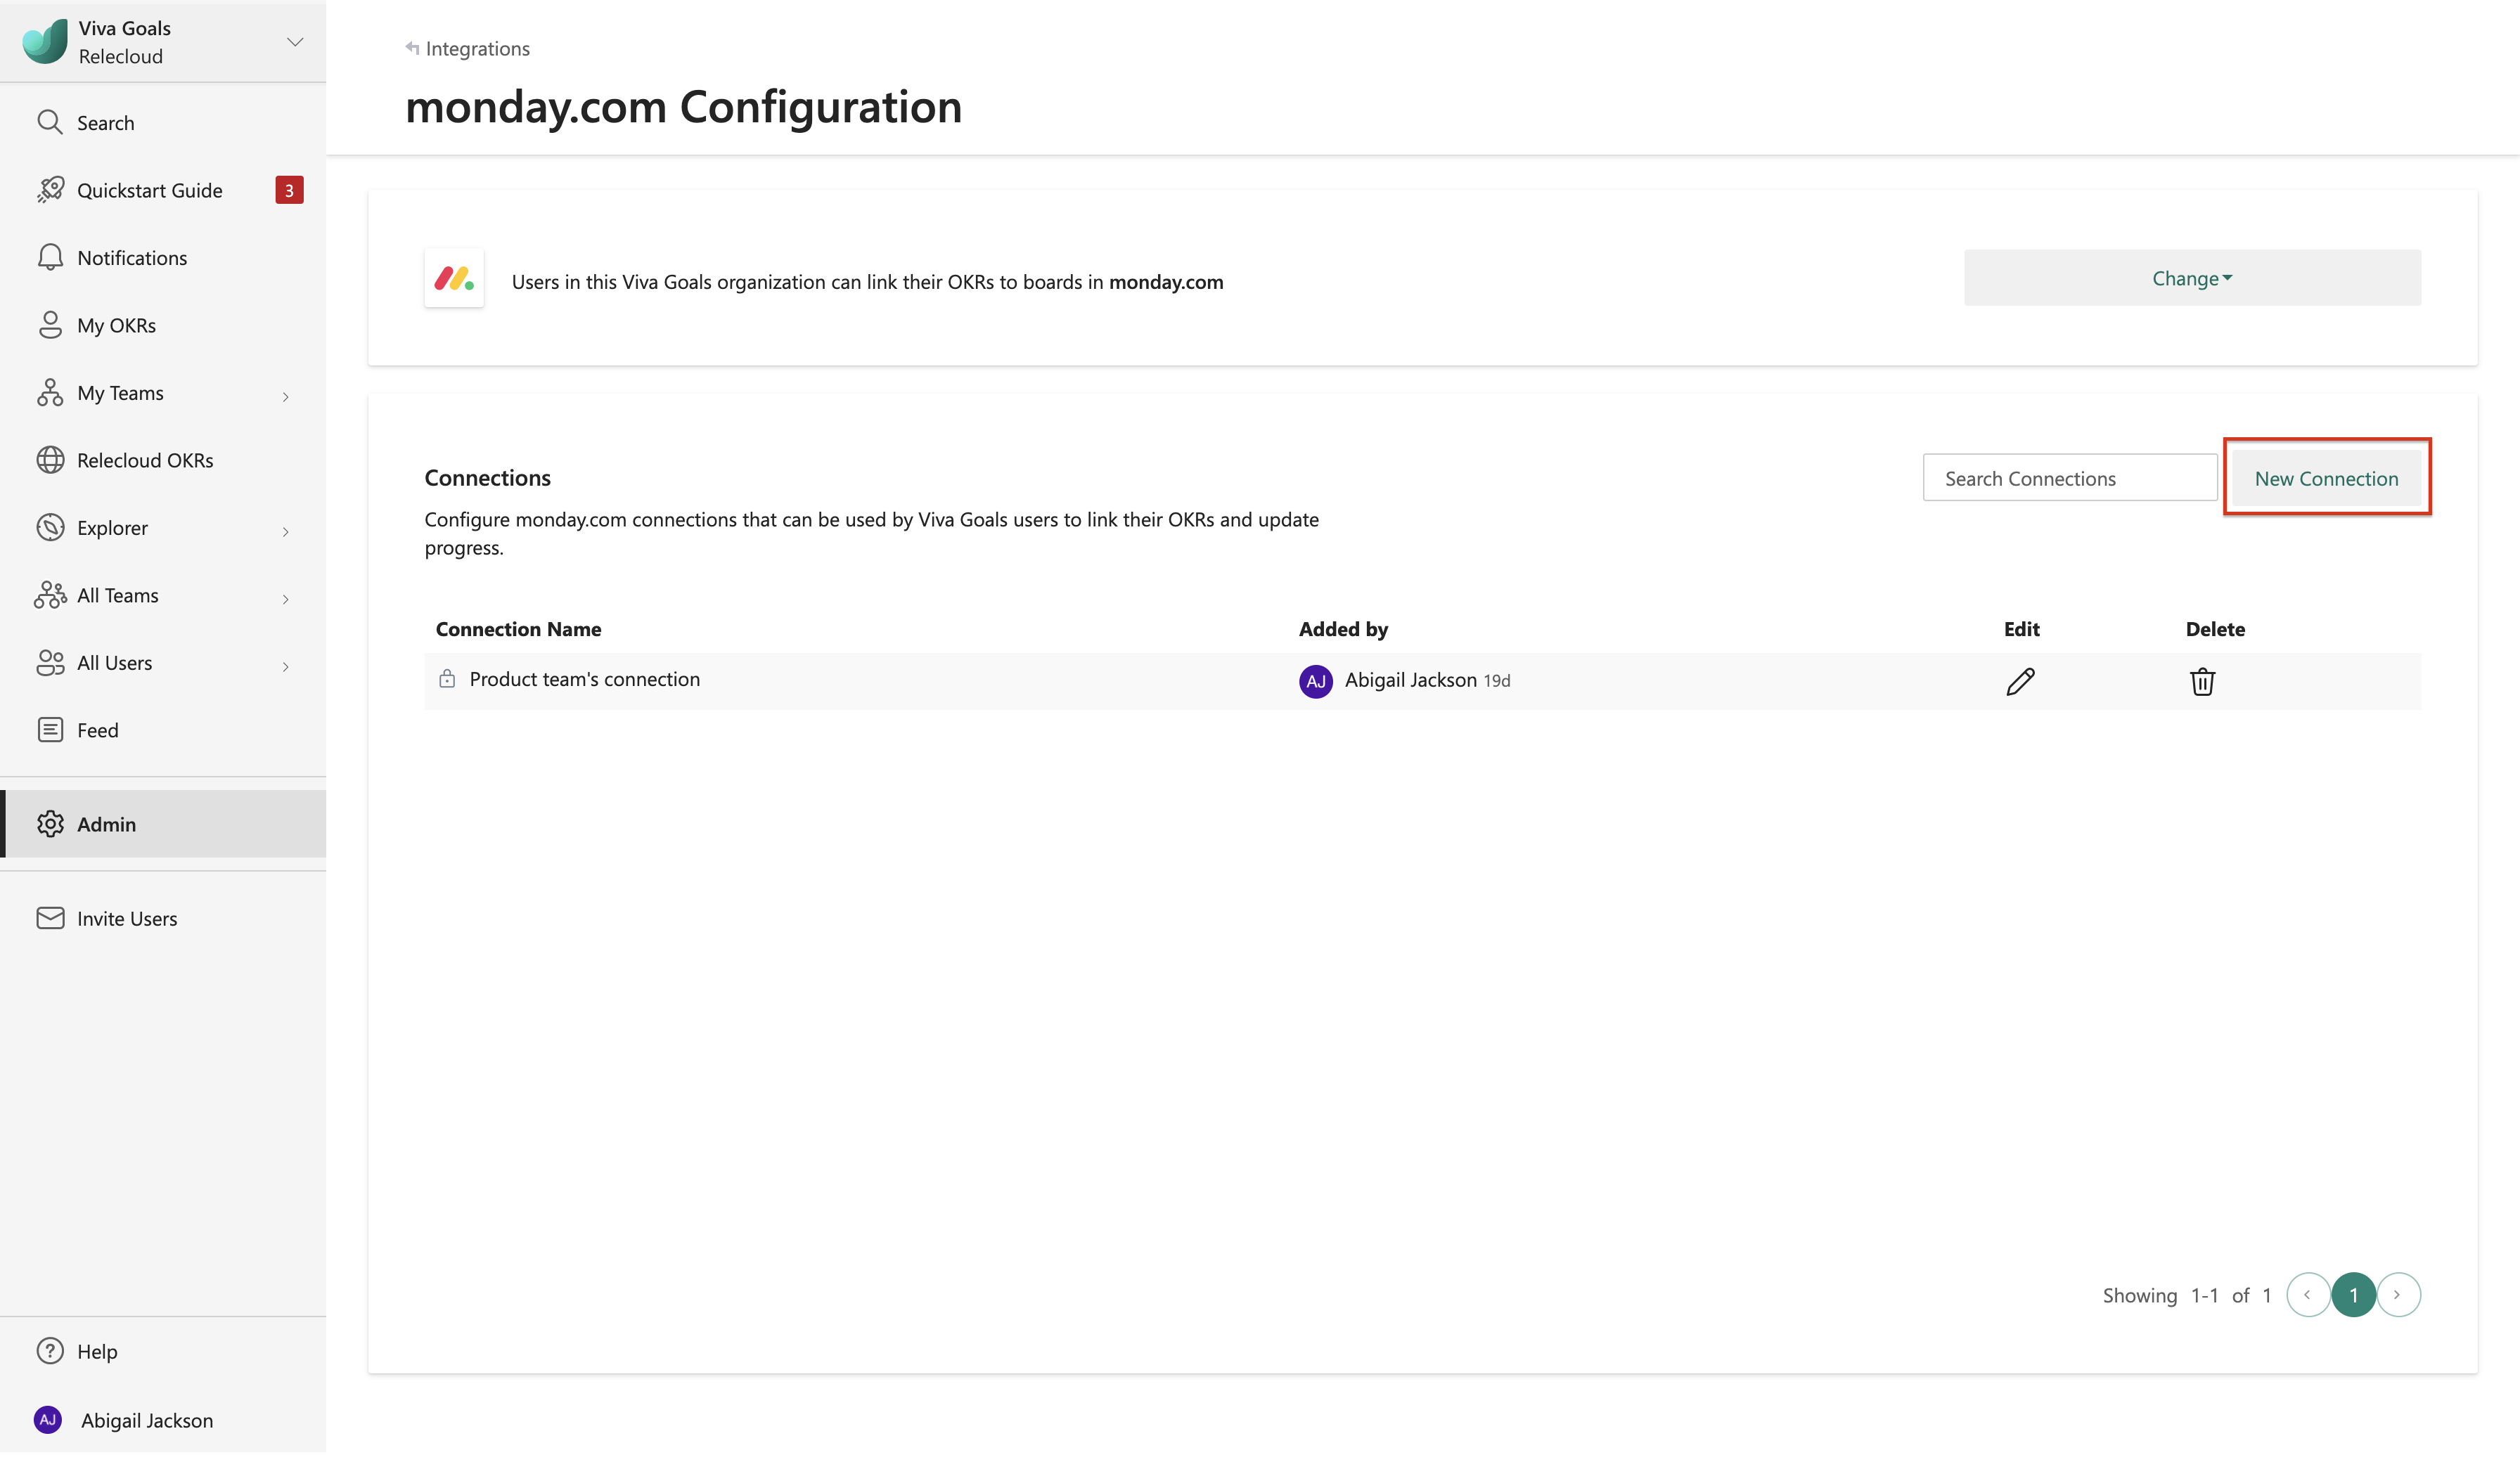 Viva Goals
Relecloud
Search
Quickstart Guide 3
Notifications
My OKRs
My Teams
Relecloud OKRs
Explorer
All Teams
All Users
Feed
Admin
Invite Users
Help
AJ Abigail Jackson
Integrations
monday.com Configuration
Users in this Viva Goals organization can link their OKRs to boards in monday.com
Change
Connections
Search Connections
New Connection
Configure monday.com connections that can be used by Viva Goals users to link their OKRs and update
progress.
Connection Name Added by Edit Delete
Product team's connection AJ Abigail Jackson 19d
Showing 1-1 of 1 1